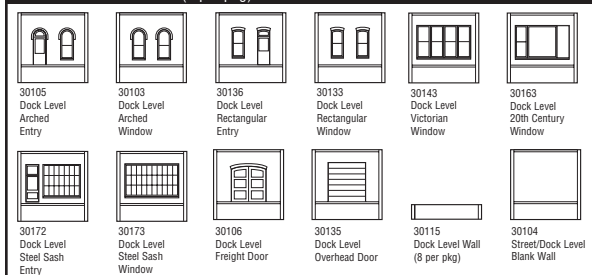 30105
Dock Level
Arched
Entry
30103
Dock Level
Arched
Window
30136
Dock Level
Rectangular
Entry
30133
Dock Level
Rectangular
Window
30143
Dock Level
Victorian
Window
30163
Dock Level
20th Century
Window
30172
Dock Level
Steel Sash
Entry
30173
Dock Level
Steel Sash
Window
30106
Dock Level
Freight Door
30135
Dock Level
Overhead Door
30115
Dock Level Wall
(8 per pkg)
30104
Street/Dock Level
Blank Wall